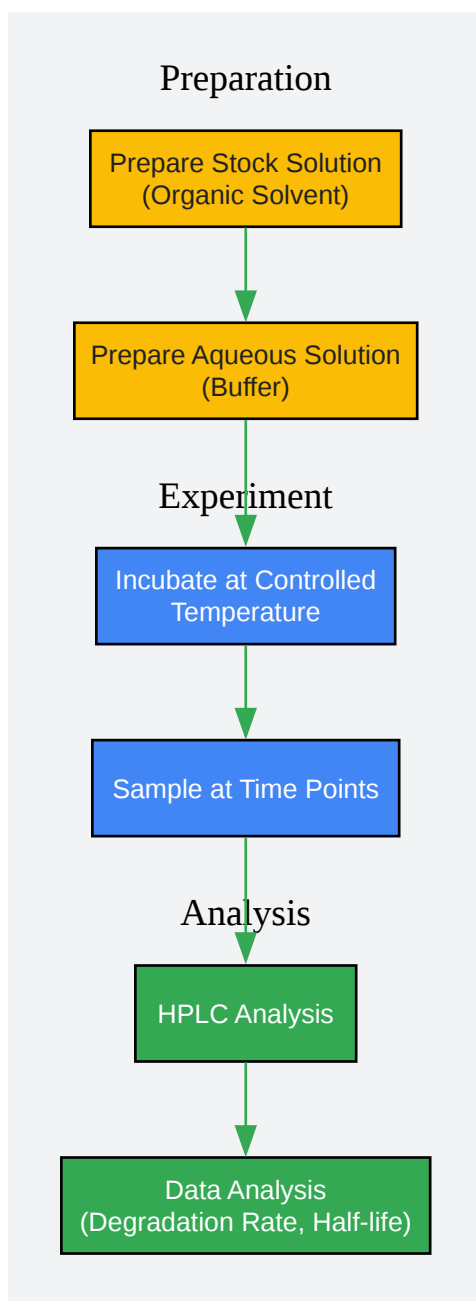 Preparation
Prepare Stock Solution
(Organic Solvent)
Prepare Aqueous Solution
(Buffer)
Experiment
Incubate at Controlled
Temperature
Sample at Time Points
Analysis
HPLC Analysis
Data Analysis
(Degradation Rate, Half-life)